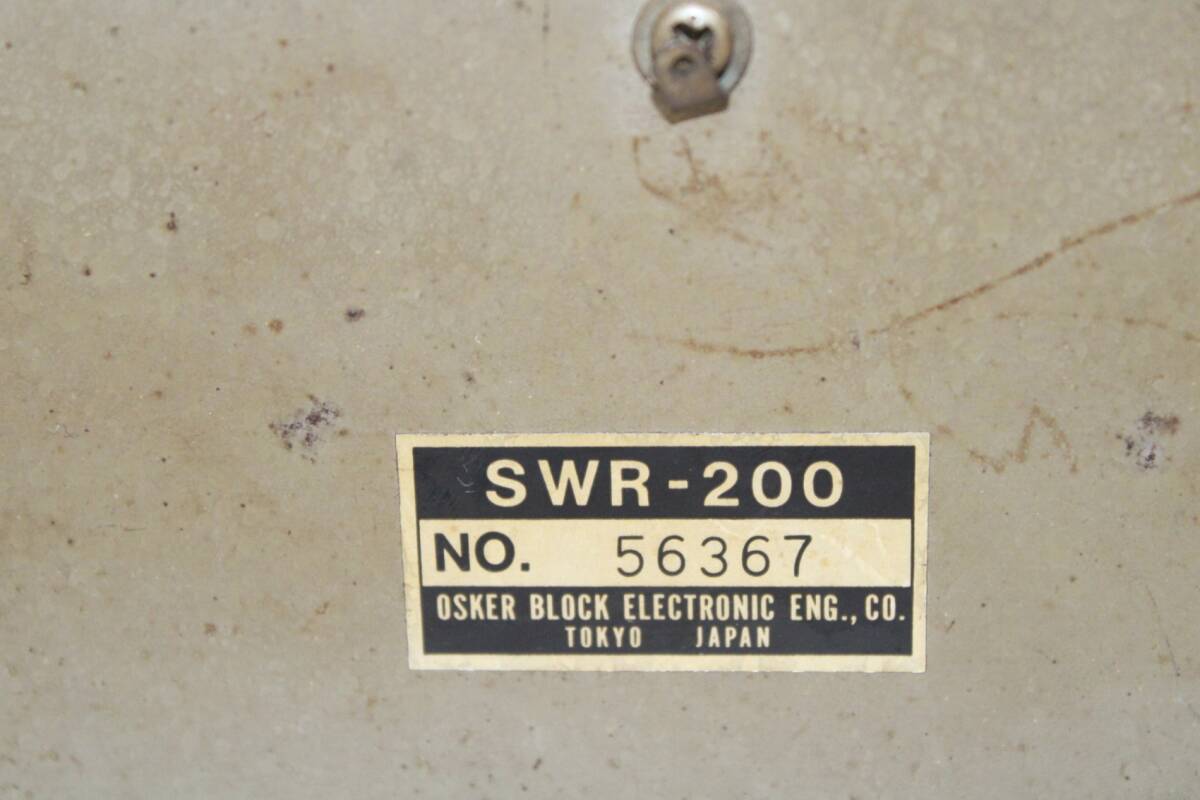 SWR-200
NO. 56367
OSKER BLOCK ELECTRONIC ENG., CO.
TOKYO JAPAN